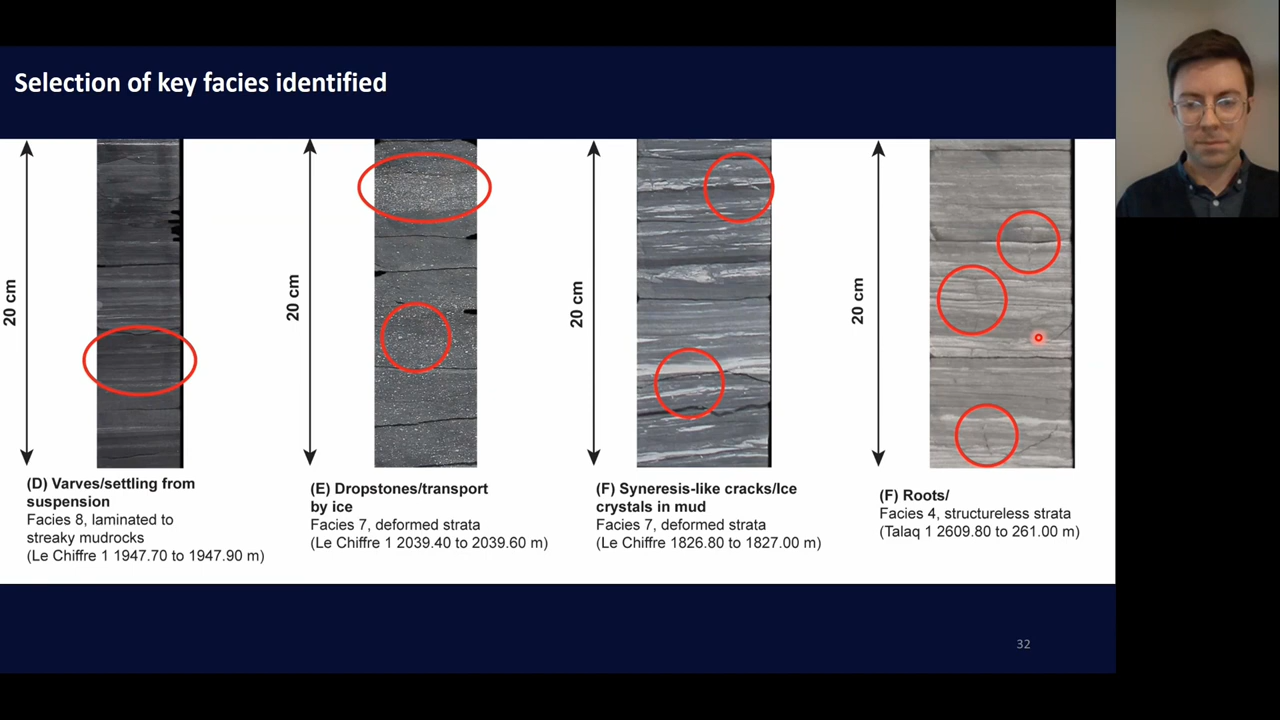 Selection of key facies identified
20 cm
20 cm
20 cm
20 cm
(D) Varves/settling from
suspension
Facies 8, laminated to
streaky mudrocks
(Le Chiffre 1 1947.70 to 1947.90 m)
(E) Dropstones/transport
by ice
Facies 7, deformed strata
(Le Chiffre 1 2039.40 to 2039.60 m)
(F) Syneresis-like cracks/Ice
crystals in mud
Facies 7, deformed strata
(Le Chiffre 1826.80 to 1827.00 m)
(F) Roots/
Facies 4, structureless strata
(Talaq 1 2609.80 to 261.00 m)
32